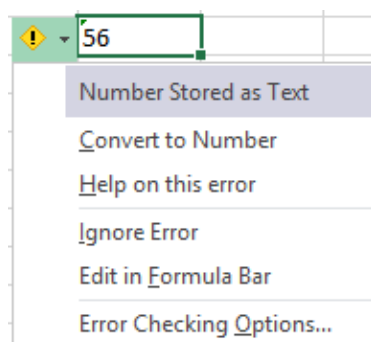 56
Number Stored as Text
Convert to Number
Help on this error
Ignore Error
Edit in Formula Bar
Error Checking Options...